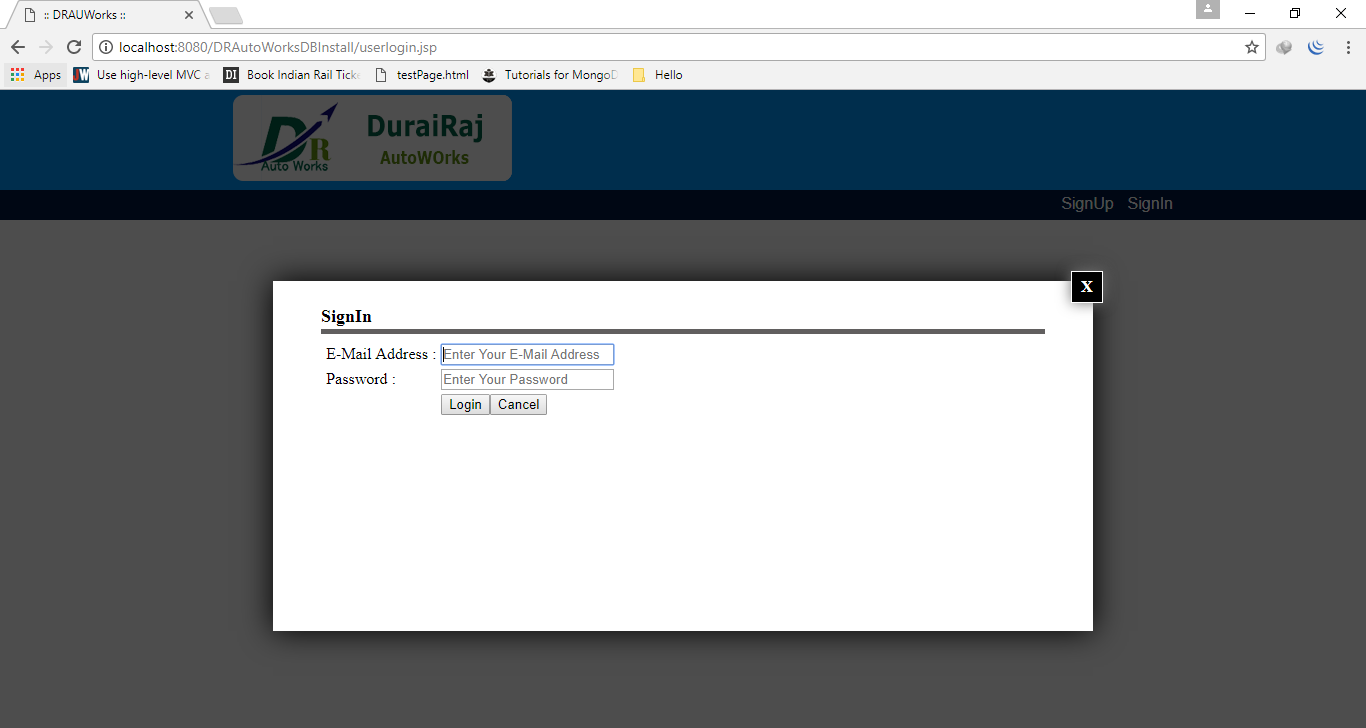 :: DRAUWorks ::
localhost:8080/DRAutoWorksDBInstall/userlogin.jsp
Apps Use high-level MVC a Book Indian Rail Ticke testPage.html Tutorials for MongoD Hello
DR
Auto Works
DuraiRaj
AutoWOrks
SignUp SignIn
X
SignIn
E-Mail Address : Enter Your E-Mail Address
Password : Enter Your Password
Login Cancel